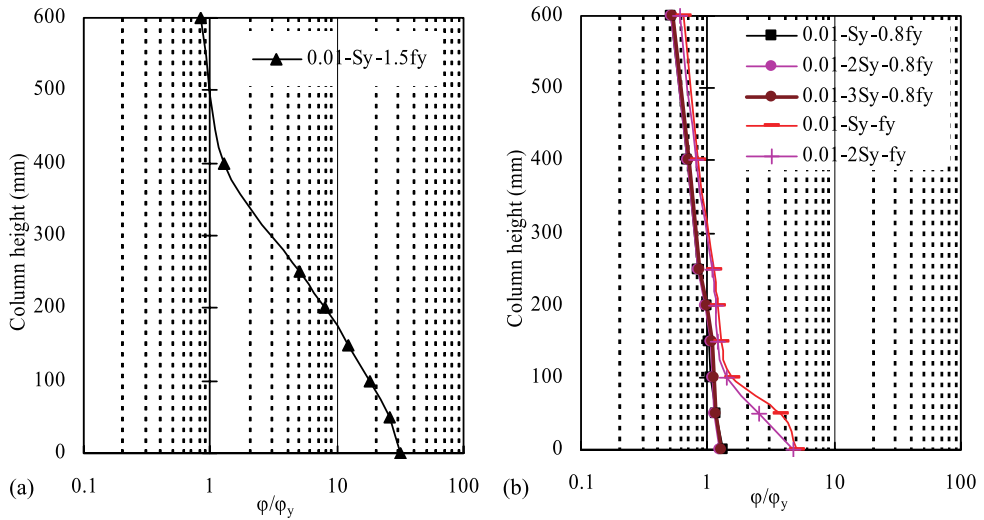 600
500
400
300
200
100
0
Column height (mm)
0.01-Sy-1.5fy
0.1
1
10
100
φ/φy
(a)
600
500
400
300
200
100
0
Column height (mm)
0.01-Sy-0.8fy
0.01-2Sy-0.8fy
0.01-3Sy-0.8fy
0.01-Sy-fy
0.01-2Sy-fy
0.1
1
10
100
φ/φy
(b)